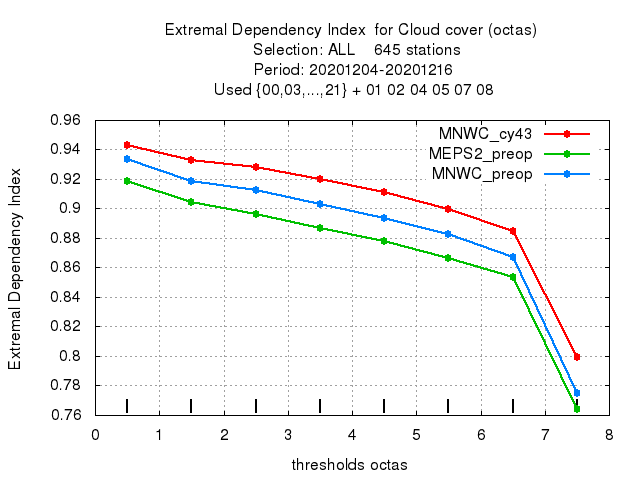 Extremal Dependency Index  for Cloud cover (octas)
Selection: ALL    645 stations
Period: 20201204-20201216
Used {00,03,...,21} + 01 02 04 05 07 08
MNWC_cy43
MEPS2_preop
MNWC_preop
Extremal Dependency Index
0.96
0.94
0.92
0.9
0.88
0.86
0.84
0.82
0.8
0.78
0.76
0 1 2 3 4 5 6 7 8
thresholds octas